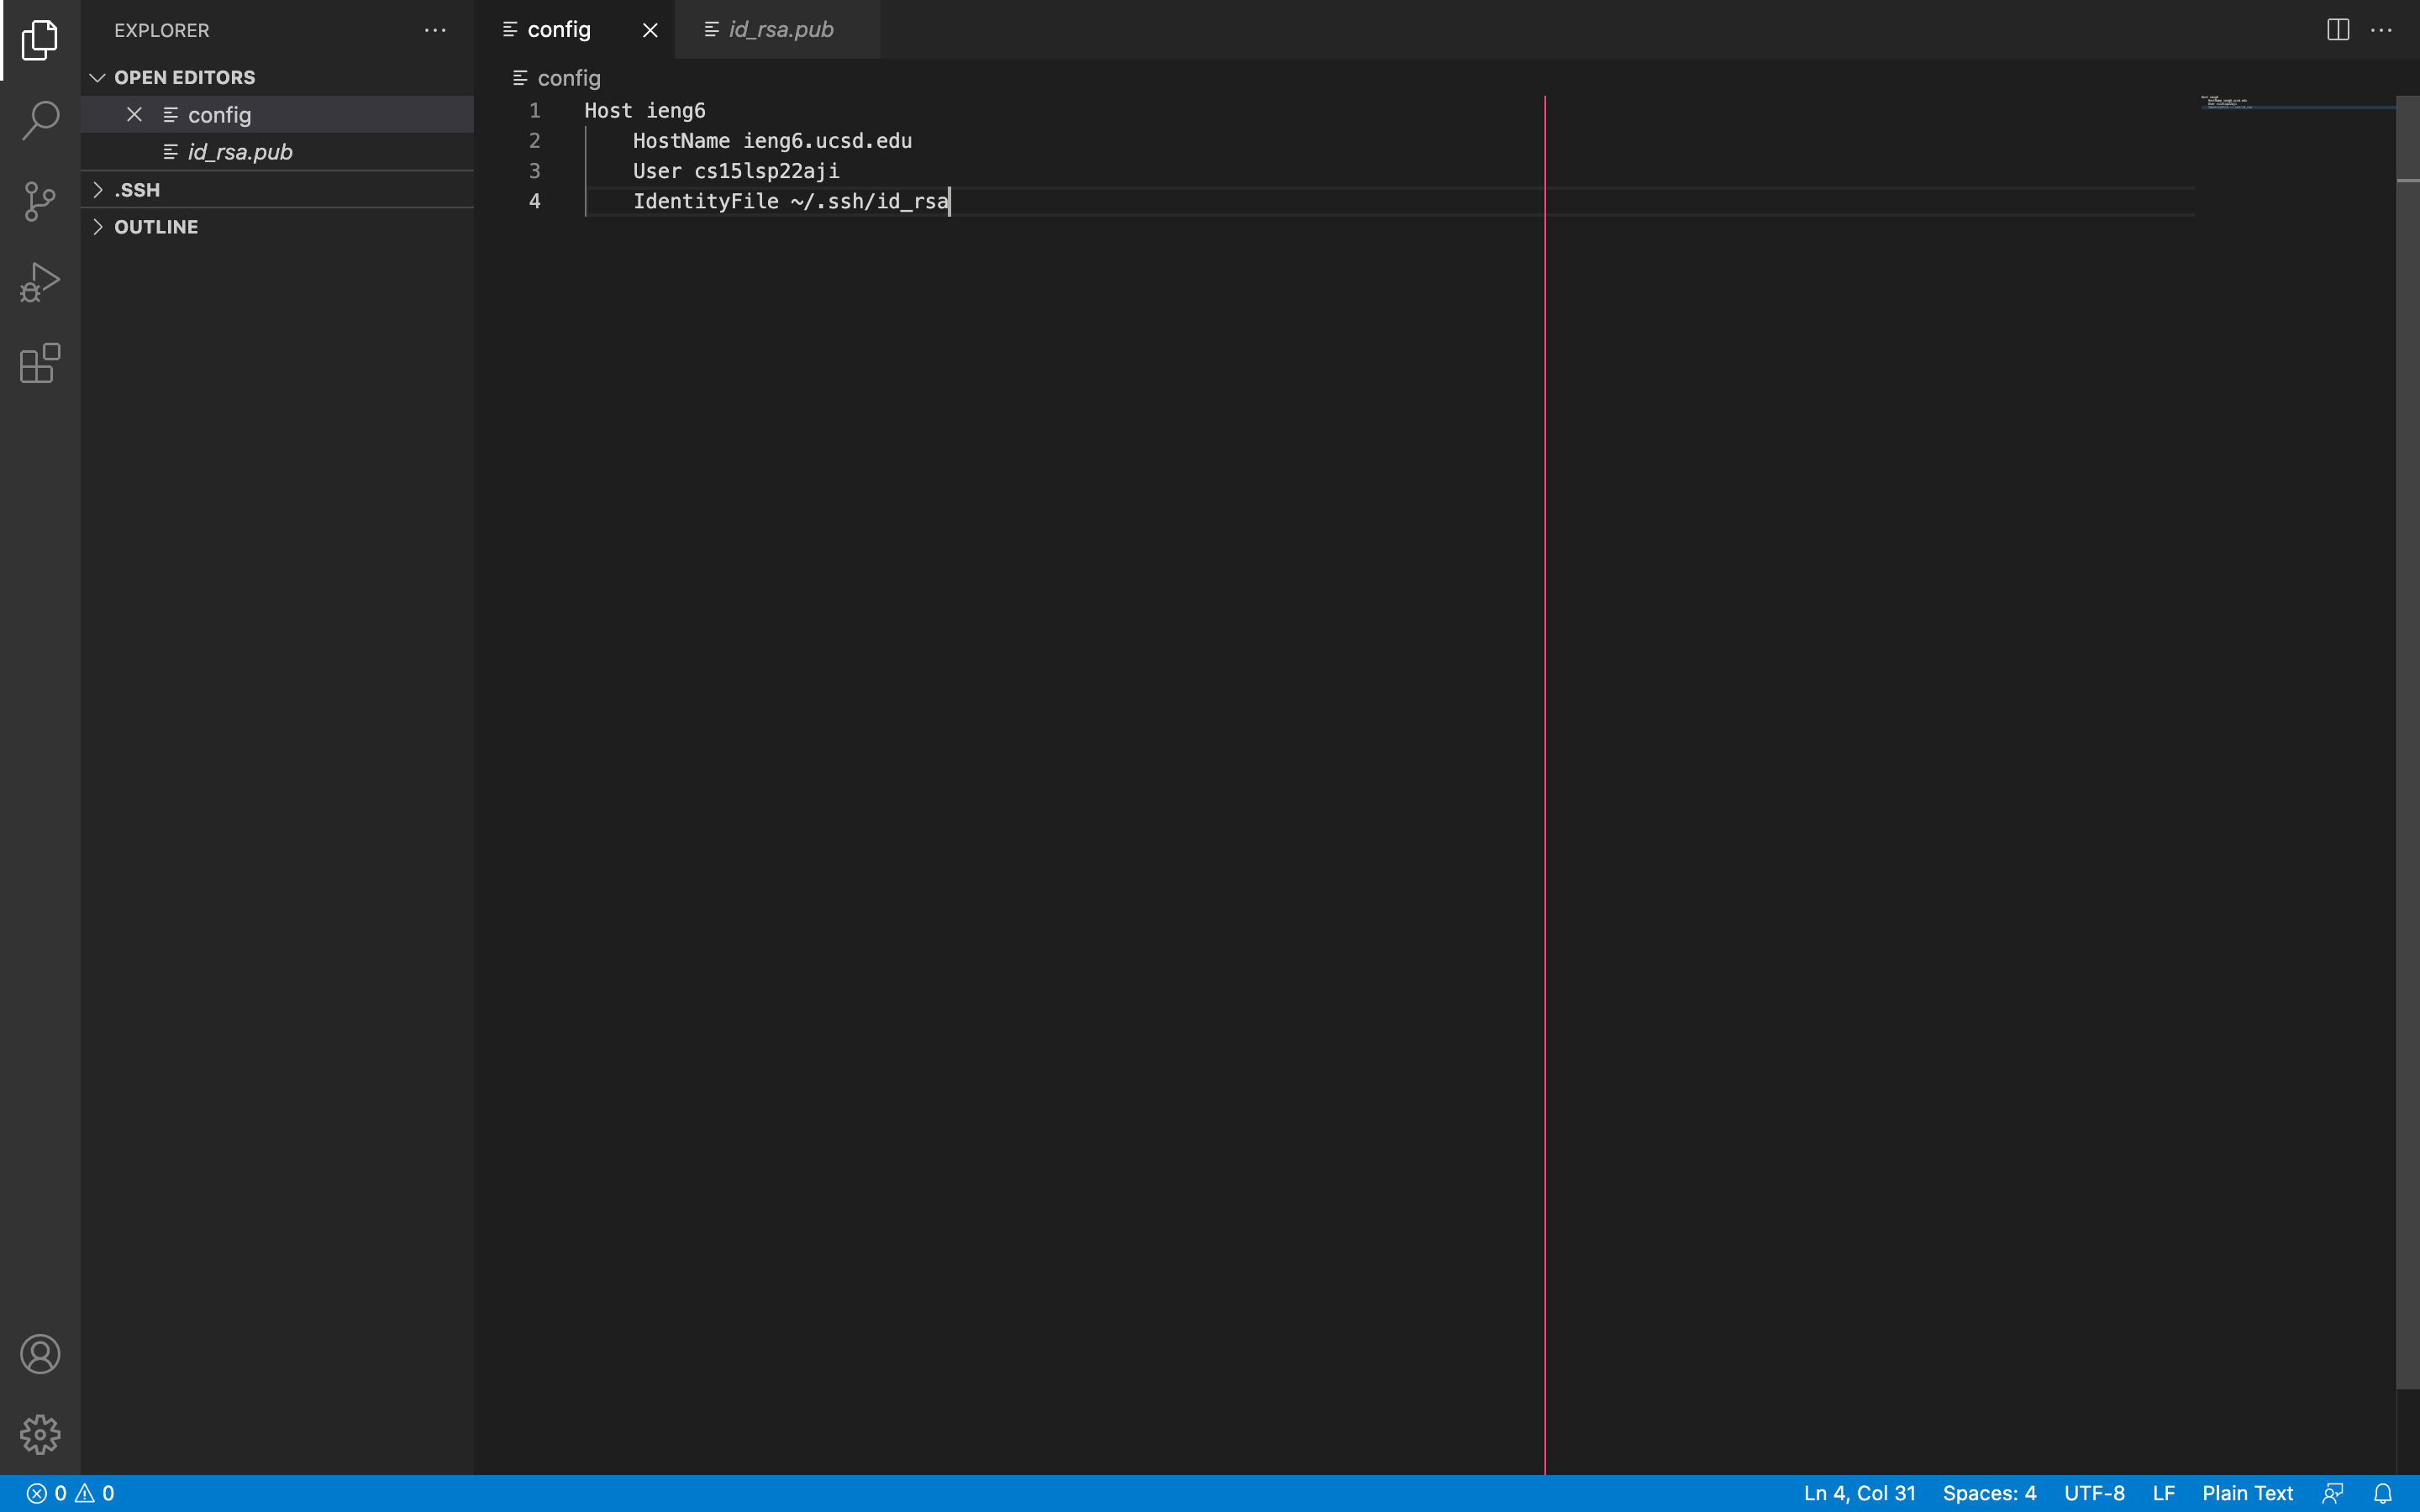 EXPLORER
OPEN EDITORS
config
id_rsa.pub
.SSH
OUTLINE
config
id_rsa.pub
config
1 Host ieng6
2 HostName ieng6.ucsd.edu
3 User cs15lsp22aji
4 IdentityFile ~/.ssh/id_rsa
0 0
Ln 4, Col 31 Spaces: 4 UTF-8 LF Plain Text